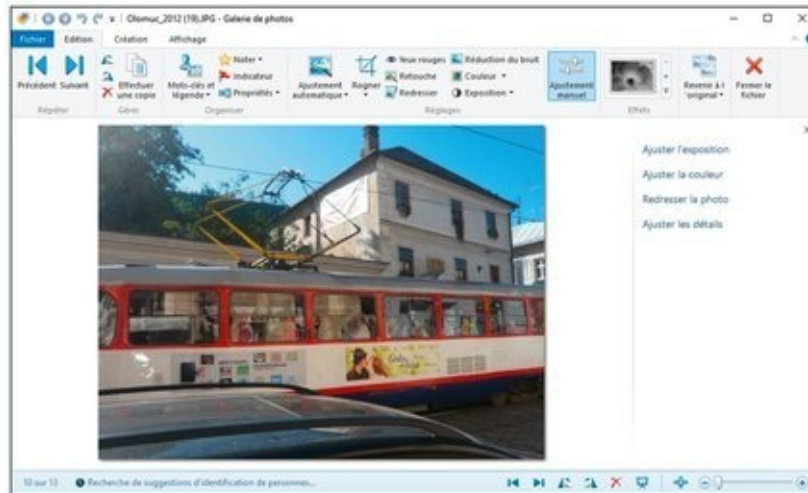 Olomuc_2012 (19).JPG - Galerie de photos
Fichier Edition Création Affichage
Précédent Suivant
Effectuer une copie
Mots-clés et légende
Noter
Indicateur
Propriétés
Ajustement automatique
Rogner
Yeux rouges
Retouche
Redresser
Réduction du bruit
Couleur
Exposition
Ajustement manuel
Revenir à l original
Fermer le fichier
Répéter Gérer Organiser Réglages Effets
Ajuster l'exposition
Ajuster la couleur
Redresser la photo
Ajuster les détails
10 sur 13 Recherche de suggestions d'identification de personnes...